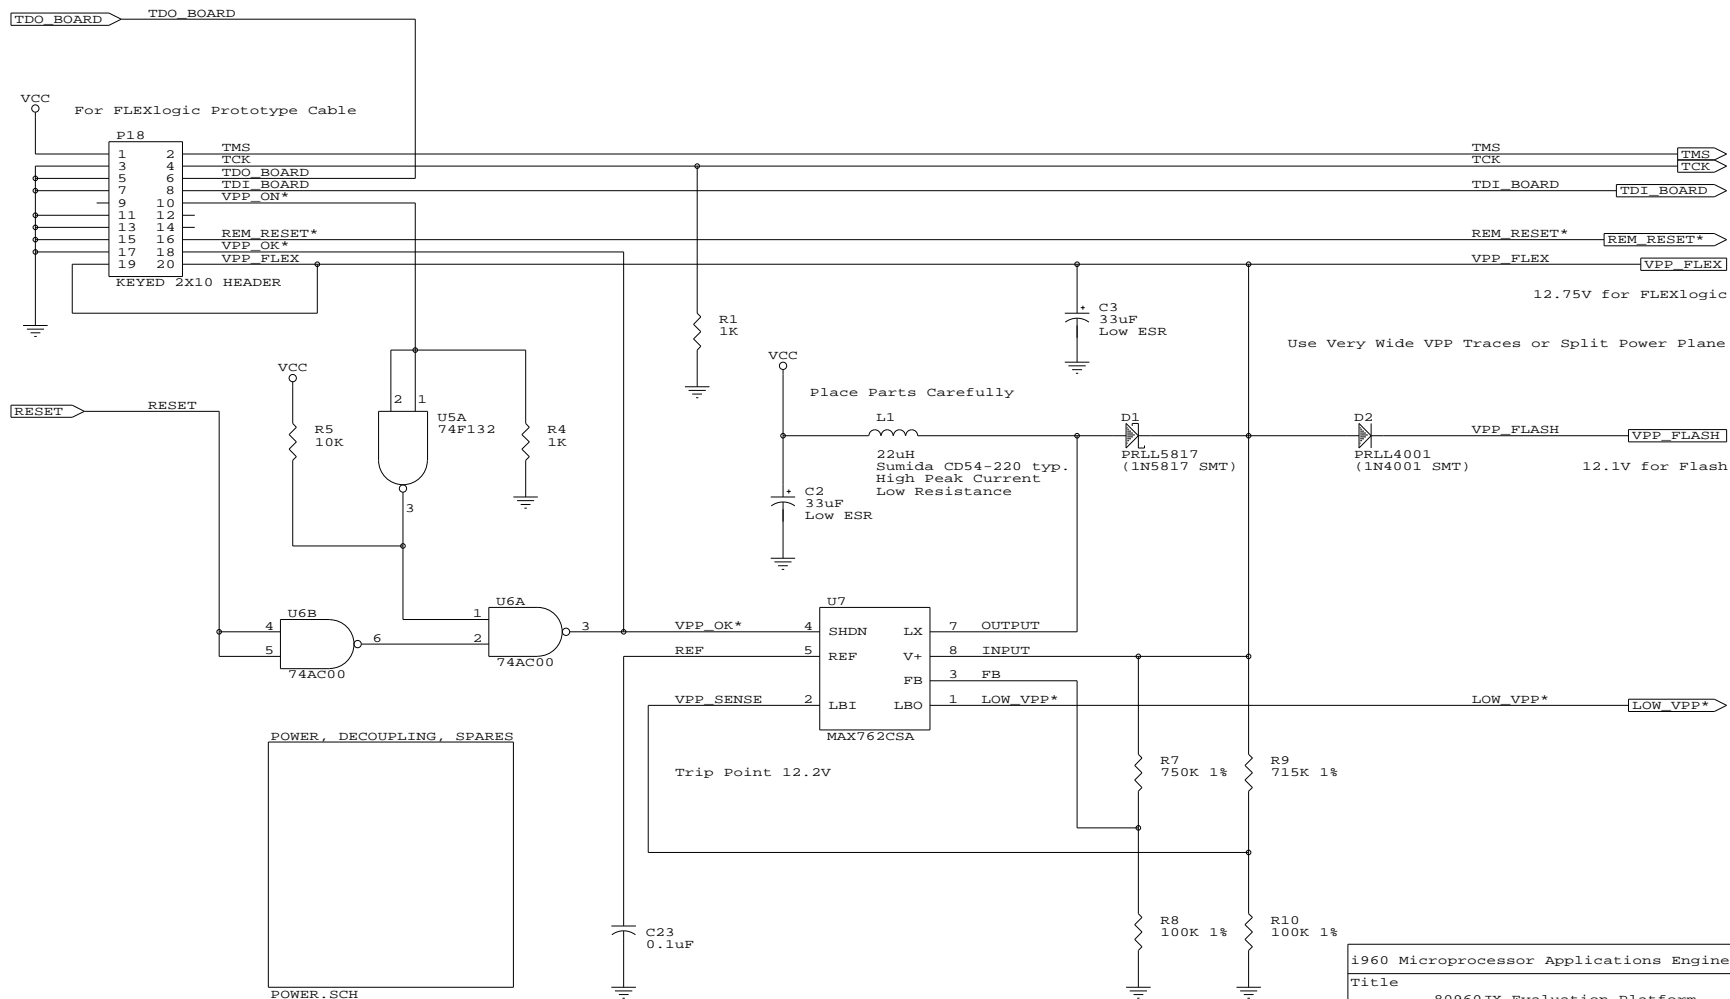 TDO_BOARD
TDO_BOARD
VCC
For FLEXlogic Prototype Cable
P18
1 2
3 4
5 6
7 8
9 10
11 12
13 14
15 16
17 18
19 20
KEYED 2X10 HEADER
TMS
TCK
TDO_BOARD
TDI_BOARD
VPP_ON*
REM_RESET*
VPP_OK*
VPP_FLEX
TMS
TCK
TDI_BOARD
REM_RESET*
VPP_FLEX
TMS
TCK
TDI_BOARD
REM_RESET*
VPP_FLEX
12.75V for FLEXlogic
Use Very Wide VPP Traces or Split Power Plane
R1
1K
C3
33uF
Low ESR
+
VCC
Place Parts Carefully
L1
22uH
Sumida CD54-220 typ.
High Peak Current
Low Resistance
+
C2
33uF
Low ESR
D1
PRLL5817
(1N5817 SMT)
D2
PRLL4001
(1N4001 SMT)
VPP_FLASH
VPP_FLASH
12.1V for Flash
RESET
RESET
VCC
R5
10K
2 1
U5A
74F132
3
R4
1K
U6B
4
5
6
74AC00
U6A
1
2
3
74AC00
VPP_OK*
REF
VPP_SENSE
U7
4 SHDN LX 7
5 REF V+ 8
FB 3
2 LBI LBO 1
MAX762CSA
OUTPUT
INPUT
FB
LOW_VPP*
LOW_VPP*
LOW_VPP*
Trip Point 12.2V
R7
750K 1%
R9
715K 1%
R8
100K 1%
R10
100K 1%
C23
0.1uF
POWER, DECOUPLING, SPARES
POWER.SCH
i960 Microprocessor Applications Engine
Title
80960JX Evaluation Platform